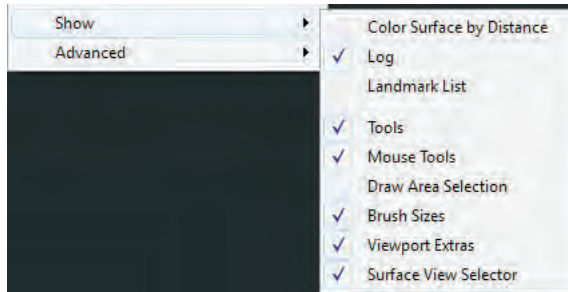 Show
Advanced
Color Surface by Distance
Log
Landmark List
Tools
Mouse Tools
Draw Area Selection
Brush Sizes
Viewport Extras
Surface View Selector